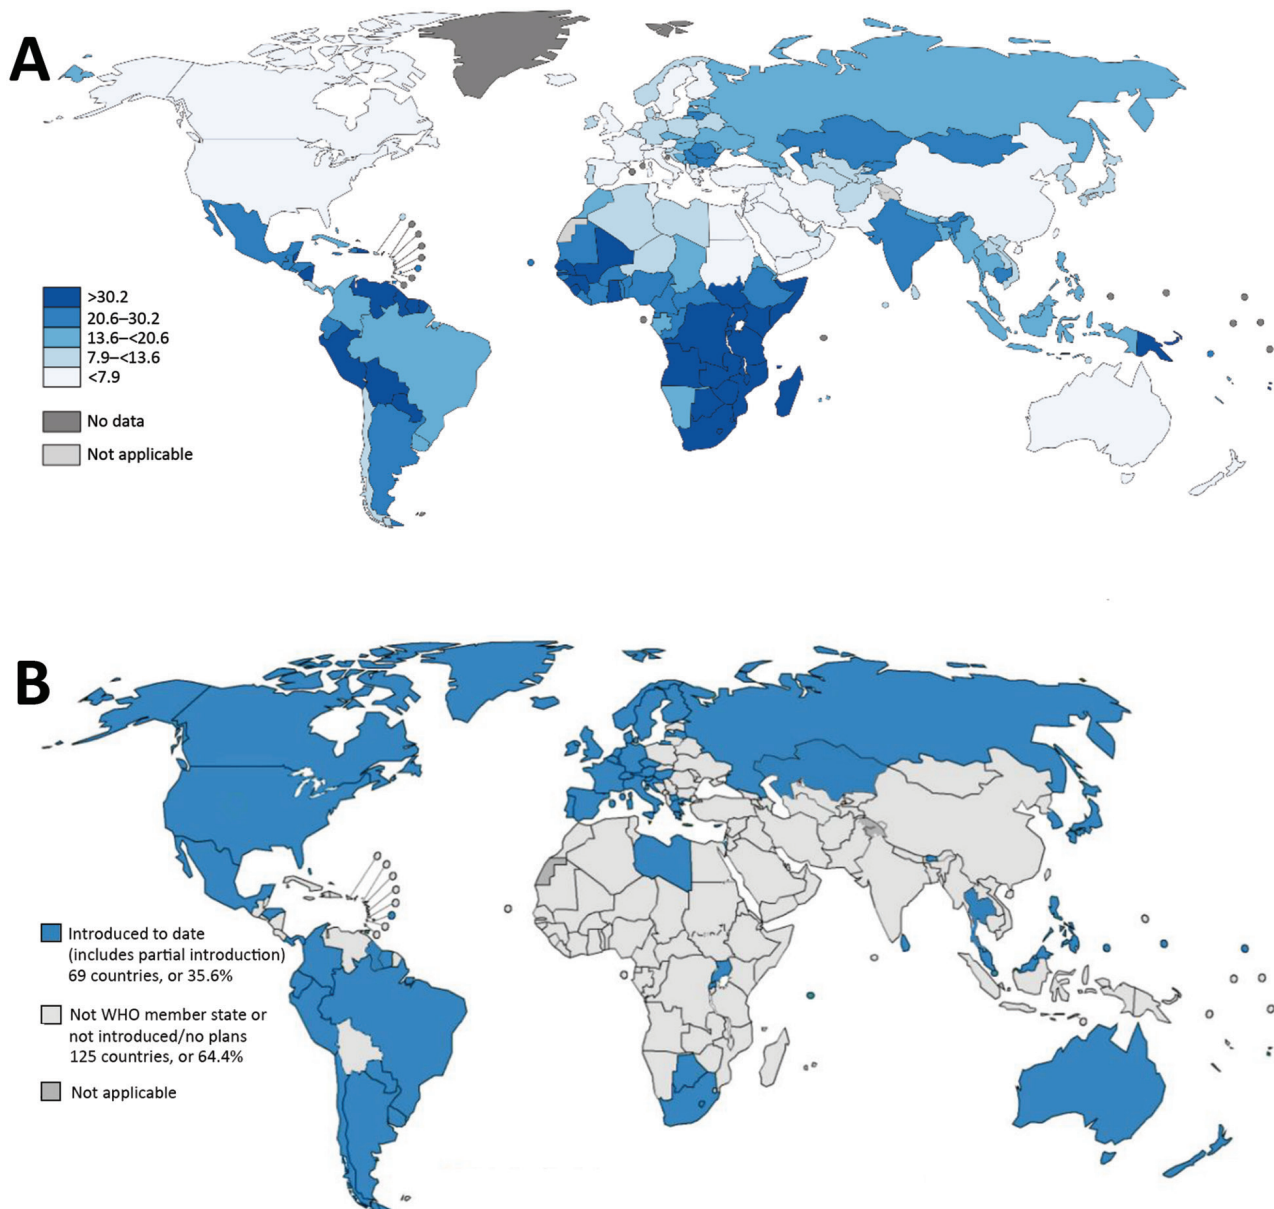 A
>30.2
20.6–30.2
13.6–<20.6
7.9–<13.6
<7.9
No data
Not applicable
B
Introduced to date
(includes partial introduction)
69 countries, or 35.6%
Not WHO member state or
not introduced/no plans
125 countries, or 64.4%
Not applicable